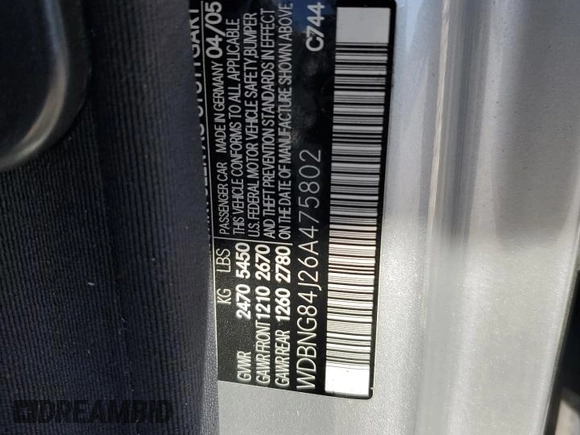 STUTTGART
KG LBS PASSENGER CAR MADE IN GERMANY 04/05
GVWR 2470 5450 THIS VEHICLE CONFORMS TO ALL APPLICABLE
U.S. FEDERAL MOTOR VEHICLE SAFETY BUMPER
GAWR FRONT 1210 2670 AND THEFT PREVENTION STANDARDS IN EFFECT
GAWR REAR 1260 2780 ON THE DATE OF MANUFACTURE SHOWN ABOVE
WDBNG84J26A475802 C744
DREAMBID